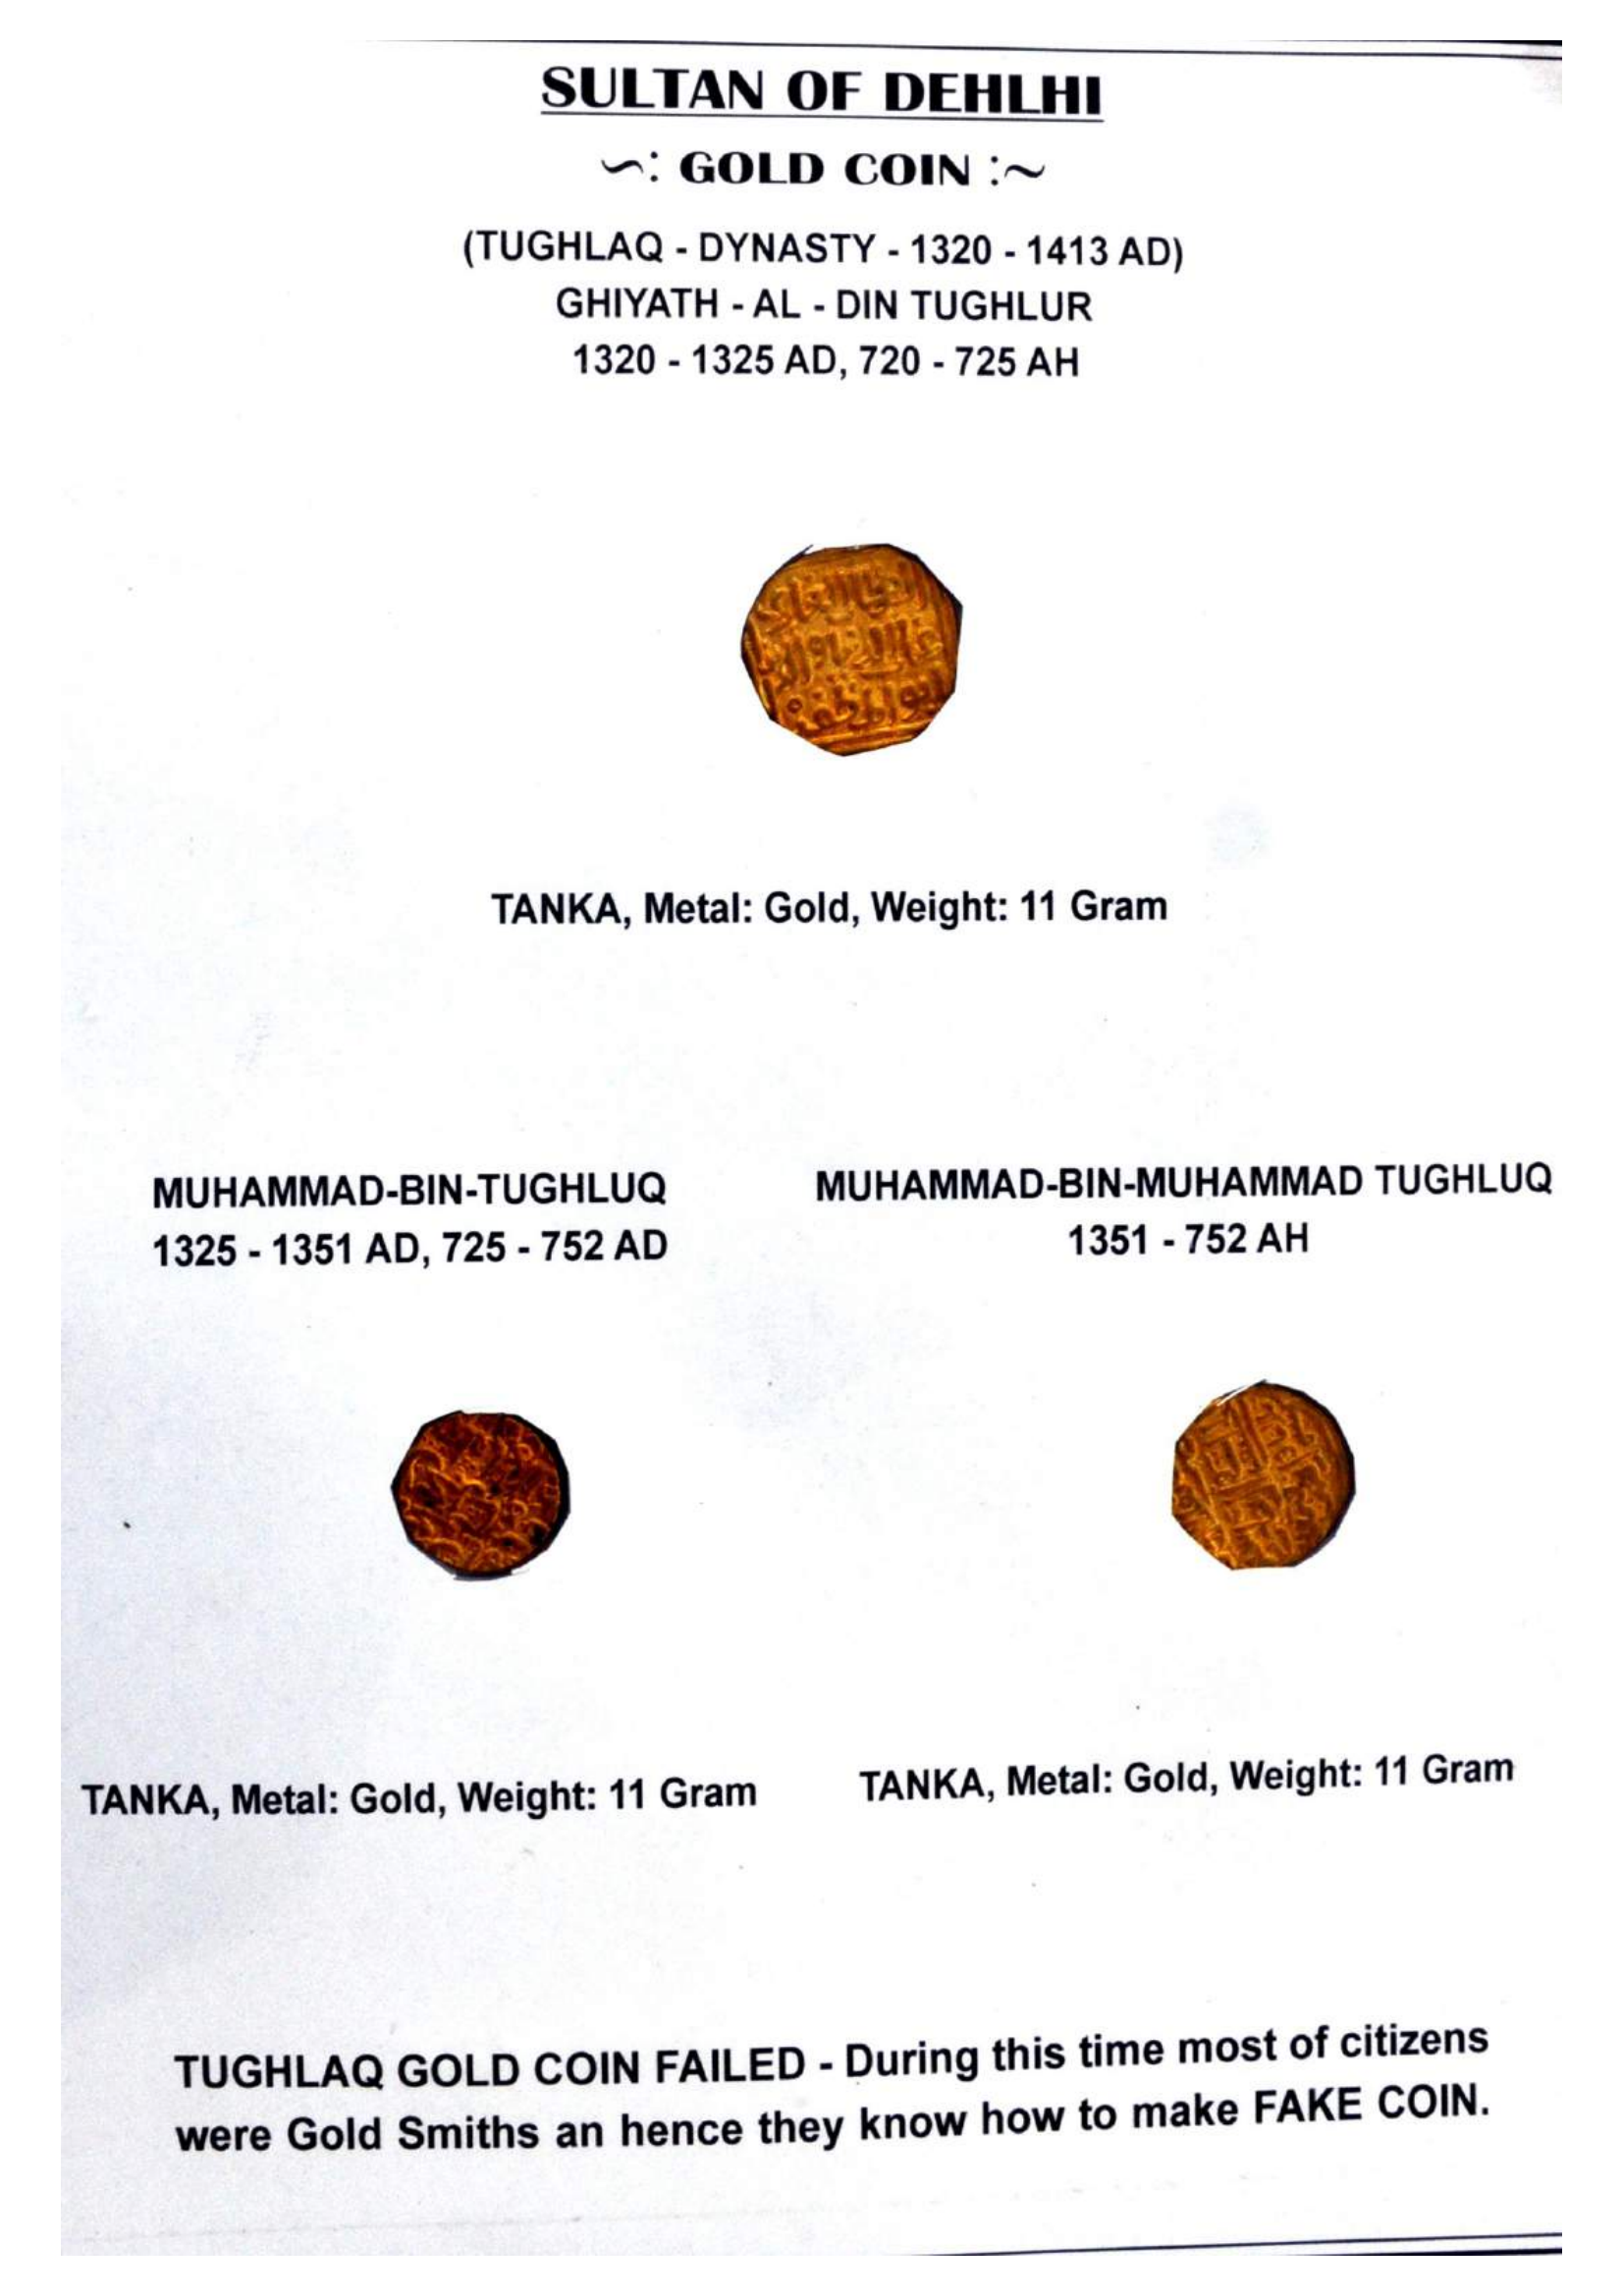 SULTAN OF DEHLHI
∽: GOLD COIN :~
(TUGHLAQ - DYNASTY - 1320 - 1413 AD)
GHIYATH - AL - DIN TUGHLUR
1320 - 1325 AD, 720 - 725 AH
TANKA, Metal: Gold, Weight: 11 Gram
MUHAMMAD-BIN-TUGHLUQ
1325 - 1351 AD, 725 - 752 AD
MUHAMMAD-BIN-MUHAMMAD TUGHLUQ
1351 - 752 AH
TANKA, Metal: Gold, Weight: 11 Gram
TANKA, Metal: Gold, Weight: 11 Gram
TUGHLAQ GOLD COIN FAILED - During this time most of citizens
were Gold Smiths an hence they know how to make FAKE COIN.